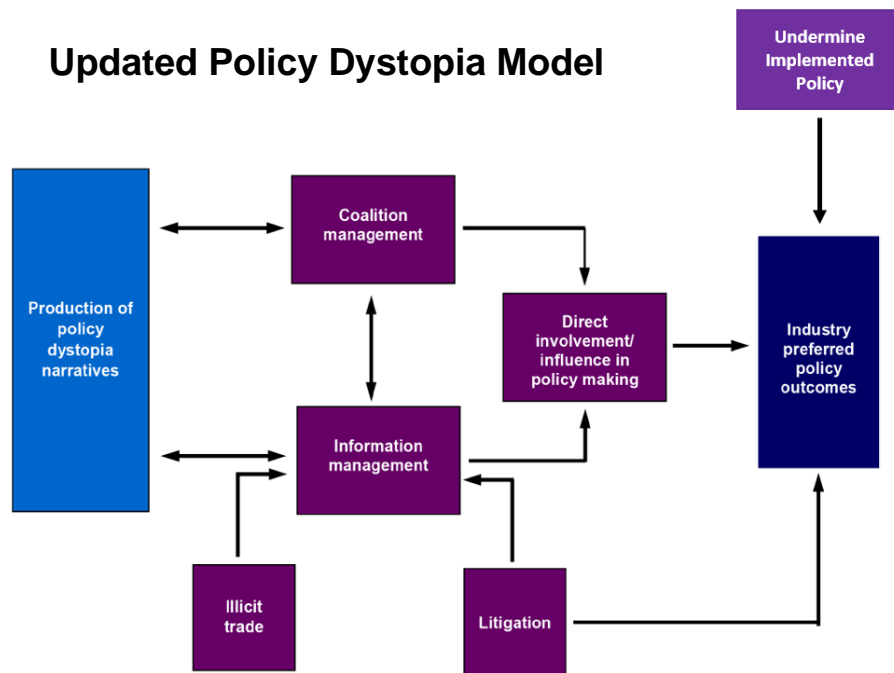 Updated Policy Dystopia Model
Undermine
Implemented
Policy
Coalition
management
Production of
policy
dystopia
narratives
Direct
involvement/
influence in
policy making
Industry
preferred
policy
outcomes
Information
management
Illicit
trade
Litigation